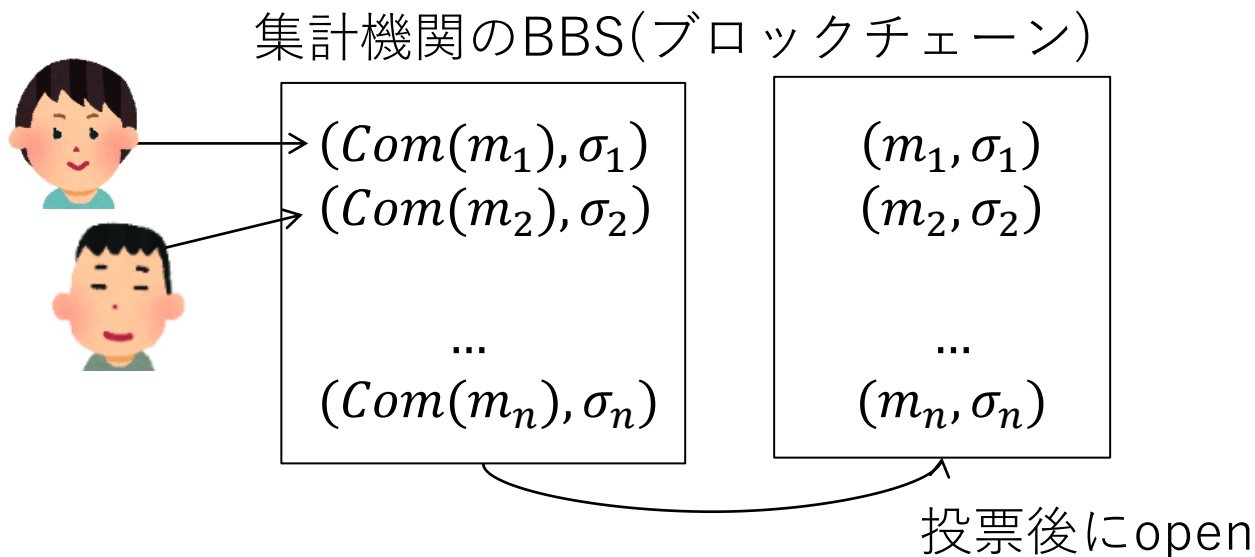 集計機関のBBS(ブロックチェーン)
(Com(m₁), σ₁)
(Com(m₂), σ₂)
...
(Com(mₙ), σₙ)
(m₁, σ₁)
(m₂, σ₂)
...
(mₙ, σₙ)
投票後にopen